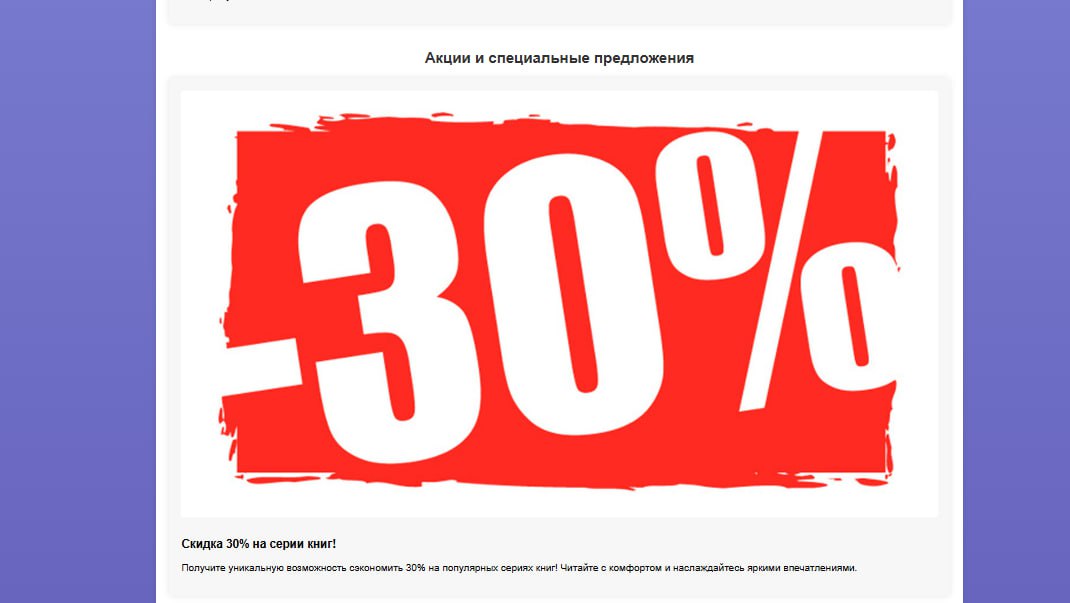 Акции и специальные предложения
-30%
Скидка 30% на серии книг!
Получите уникальную возможность сэкономить 30% на популярных сериях книг! Читайте с комфортом и наслаждайтесь яркими впечатлениями.